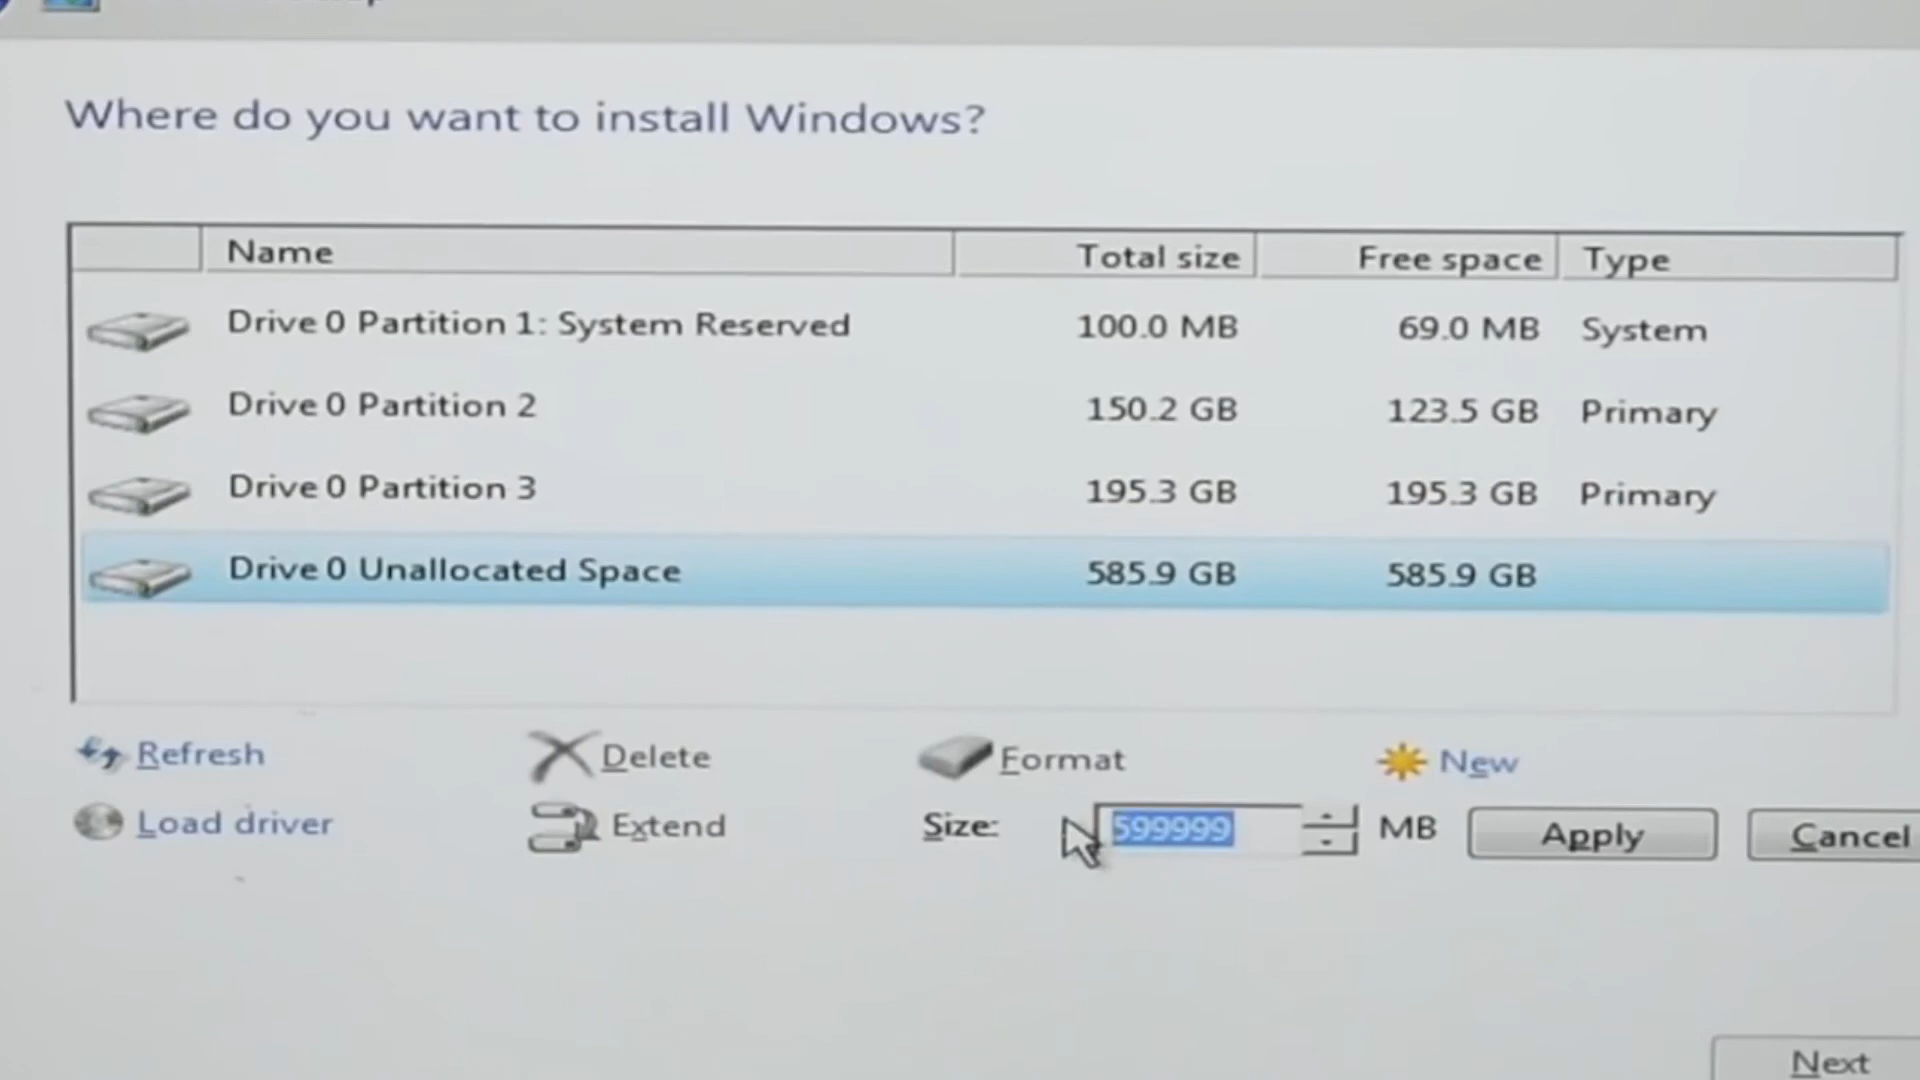 Where do you want to install Windows?
Name Total size Free space Type
Drive 0 Partition 1: System Reserved 100.0 MB 69.0 MB System
Drive 0 Partition 2 150.2 GB 123.5 GB Primary
Drive 0 Partition 3 195.3 GB 195.3 GB Primary
Drive 0 Unallocated Space 585.9 GB 585.9 GB
Refresh Delete Format New
Load driver Extend Size: 599999 MB Apply Cancel
Next